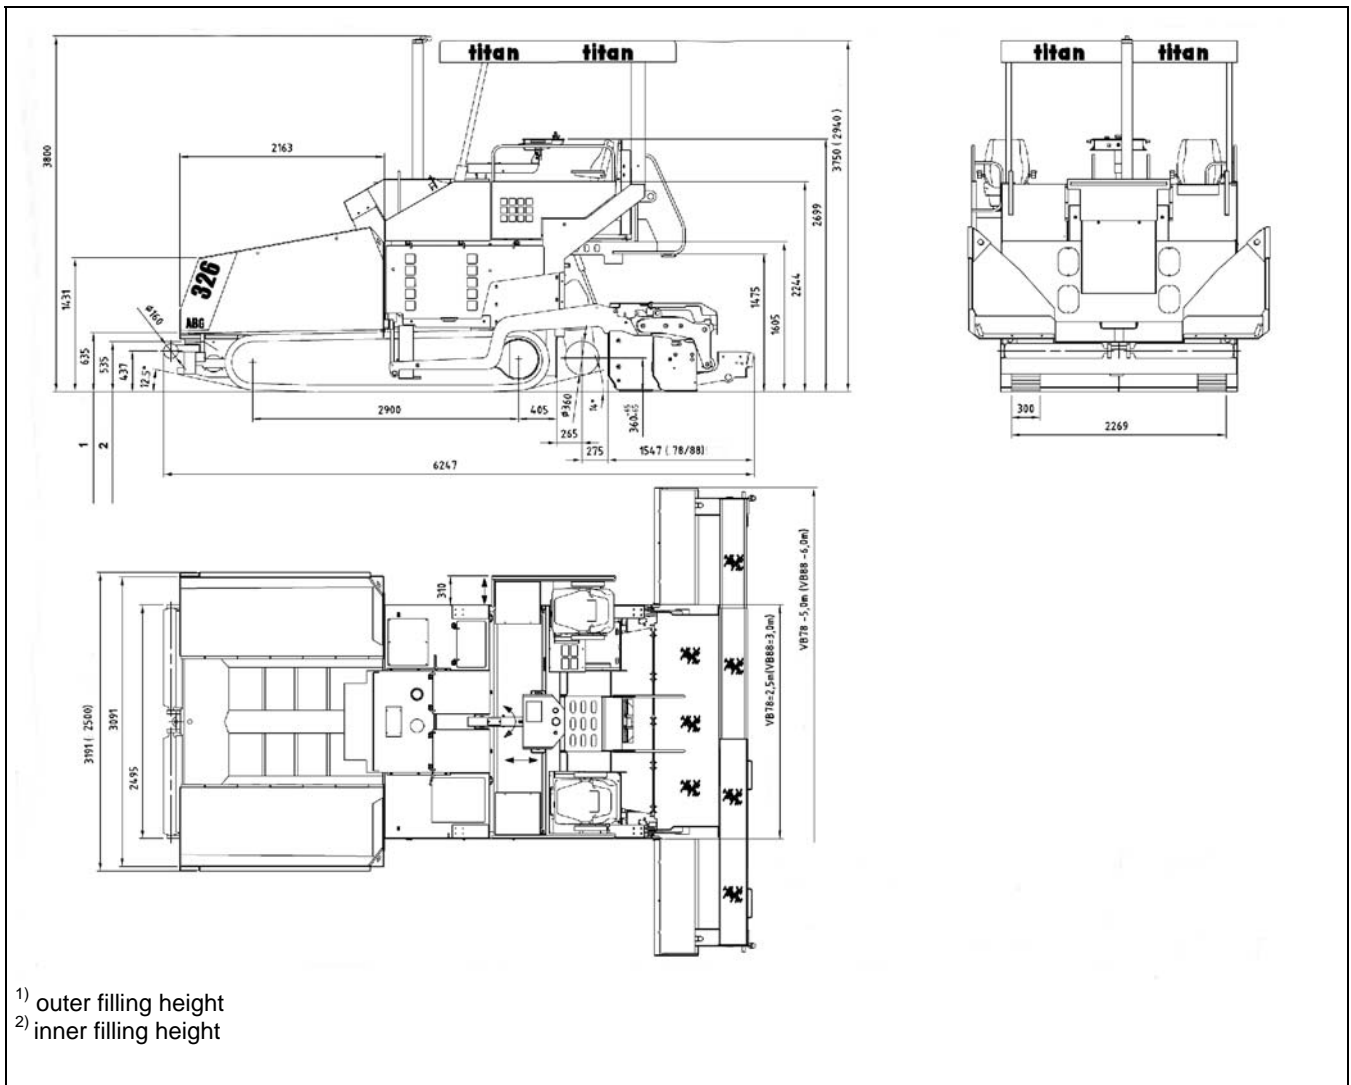 titan titan
titan titan
3800
2163
3750 ( 2940 )
2699
2244
1475
1605
1431
326
ABG
ø160
635
535
437
12.5°
1
2
2900
405
ø360
14°
265
275
1547 ( 78/88)
6247
300
2269
310
3191 ( 2500)
3091
2495
VB78=2,5m(VB88=3,0m)
VB78 -5,0m (VB88 -6,0m)
1) outer filling height
2) inner filling height